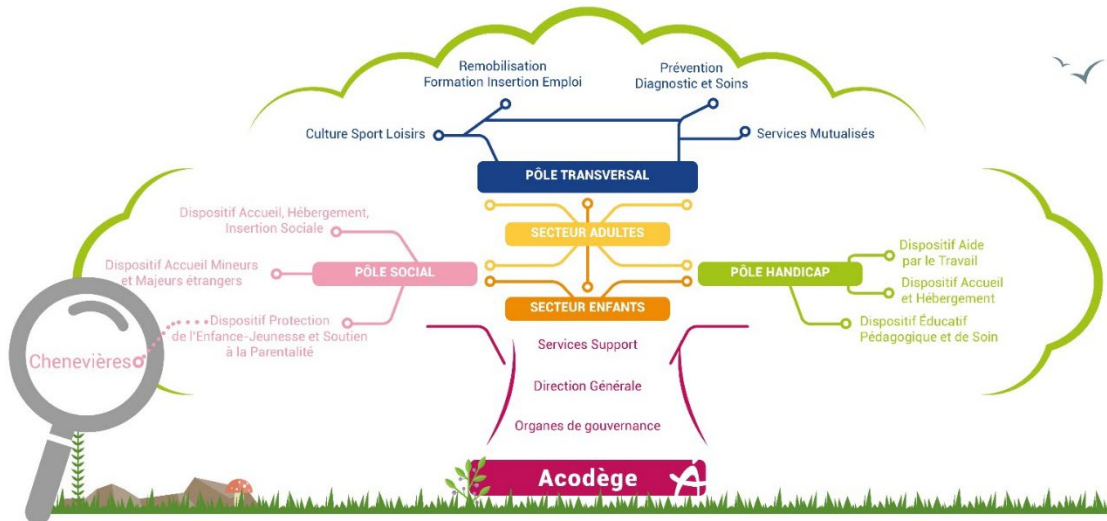 Remobilisation
Formation Insertion Emploi
Prévention
Diagnostic et Soins
Culture Sport Loisirs
Services Mutualisés
PÔLE TRANSVERSAL
Dispositif Accueil, Hébergement,
Insertion Sociale
SECTEUR ADULTES
Dispositif Aide
par le Travail
Dispositif Accueil Mineurs
et Majeurs étrangers
PÔLE SOCIAL
PÔLE HANDICAP
Dispositif Accueil
et Hébergement
SECTEUR ENFANTS
Dispositif Protection
de l'Enfance-Jeunesse et Soutien
à la Parentalité
Dispositif Éducatif
Pédagogique et de Soin
Chenevières
Services Support
Direction Générale
Organes de gouvernance
Acodège